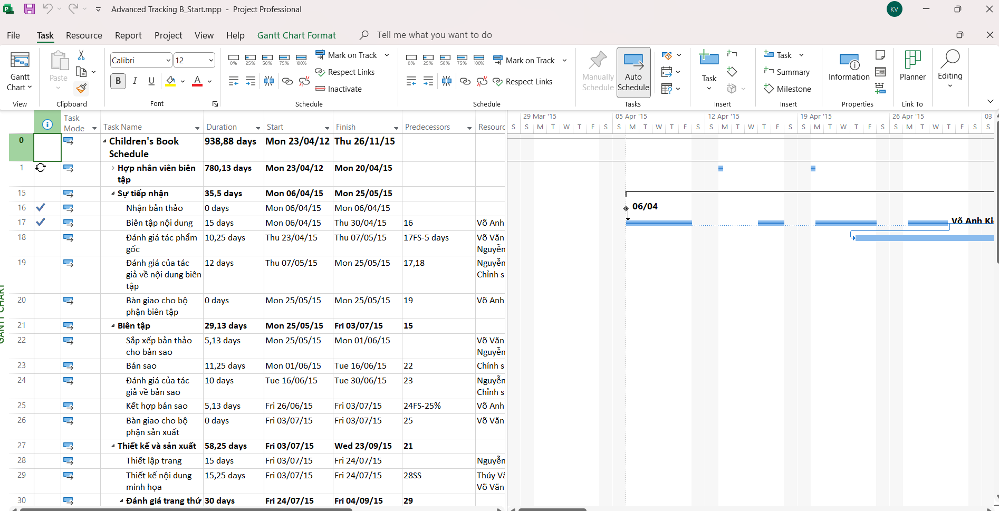 Advanced Tracking B_Start.mpp - Project Professional
KV
File Task Resource Report Project View Help Gantt Chart Format Tell me what you want to do
Gantt Chart
View
Paste
Clipboard
Calibri 12
B I U A
Font
0% 25% 50% 75% 100%
Mark on Track
Respect Links
Inactivate
Schedule
0% 25% 50% 75% 100%
Mark on Track
Respect Links
Schedule
Manually Schedule
Auto Schedule
Tasks
Task
Insert
Task
Summary
Milestone
Insert
Information
Properties
Planner
Link To
Editing
Task Mode Task Name Duration Start Finish Predecessors Resourc
29 Mar '15 05 Apr '15 12 Apr '15 19 Apr '15 26 Apr '15 03
S S M T W T F S S M T W T F S S M T W T F S S M T W T F S S M T W T F S S
0 Children's Book Schedule 938,88 days Mon 23/04/12 Thu 26/11/15
1 Hợp nhân viên biên tập 780,13 days Mon 23/04/12 Mon 20/04/15
15 Sự tiếp nhận 35,5 days Mon 06/04/15 Mon 25/05/15
16 Nhận bản thảo 0 days Mon 06/04/15 Mon 06/04/15
06/04
17 Biên tập nội dung 15 days Mon 06/04/15 Thu 30/04/15 16 Võ Anh
Võ Anh Ki
18 Đánh giá tác phẩm gốc 10,25 days Thu 23/04/15 Thu 07/05/15 17FS-5 days Võ Văn Nguyễn
19 Đánh giá của tác giả về nội dung biên tập 12 days Thu 07/05/15 Mon 25/05/15 17,18 Nguyễn Chỉnh s
20 Bàn giao cho bộ phận biên tập 0 days Mon 25/05/15 Mon 25/05/15 19 Võ Anh
21 Biên tập 29,13 days Mon 25/05/15 Fri 03/07/15 15
22 Sắp xếp bản thảo cho bản sao 5,13 days Mon 25/05/15 Mon 01/06/15 Võ Văn Nguyễn
23 Bản sao 11,25 days Mon 01/06/15 Tue 16/06/15 22 Chỉnh s
24 Đánh giá của tác giả về bản sao 10 days Tue 16/06/15 Tue 30/06/15 23 Nguyễn Chỉnh s
25 Kết hợp bản sao 5,13 days Fri 26/06/15 Fri 03/07/15 24FS-25% Võ Anh
26 Bàn giao cho bộ phận sản xuất 0 days Fri 03/07/15 Fri 03/07/15 25 Võ Văn
27 Thiết kế và sản xuất 58,25 days Fri 03/07/15 Wed 23/09/15 21
28 Thiết lập trang 15 days Fri 03/07/15 Fri 24/07/15 Nguyễn
29 Thiết kế nội dung minh họa 15,25 days Fri 03/07/15 Fri 24/07/15 28SS Thúy Vâ Võ Văn
30 Đánh giá trang thứ 30 days Fri 24/07/15 Fri 04/09/15 29
GANTT CHART